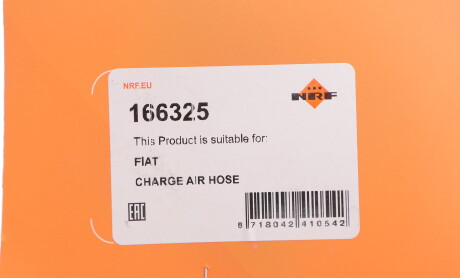 NRF.EU
NRF
166325
This Product is suitable for:
FIAT
CHARGE AIR HOSE
EAC
8 718042 410542